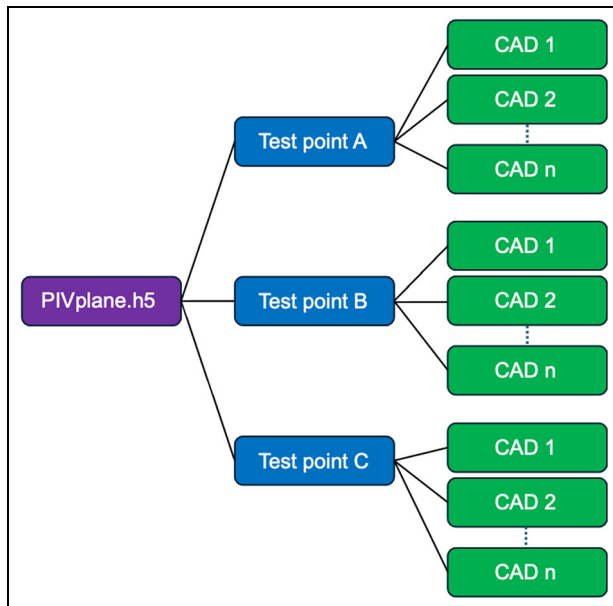 PIVplane.h5
Test point A
CAD 1
CAD 2
CAD n
Test point B
CAD 1
CAD 2
CAD n
Test point C
CAD 1
CAD 2
CAD n